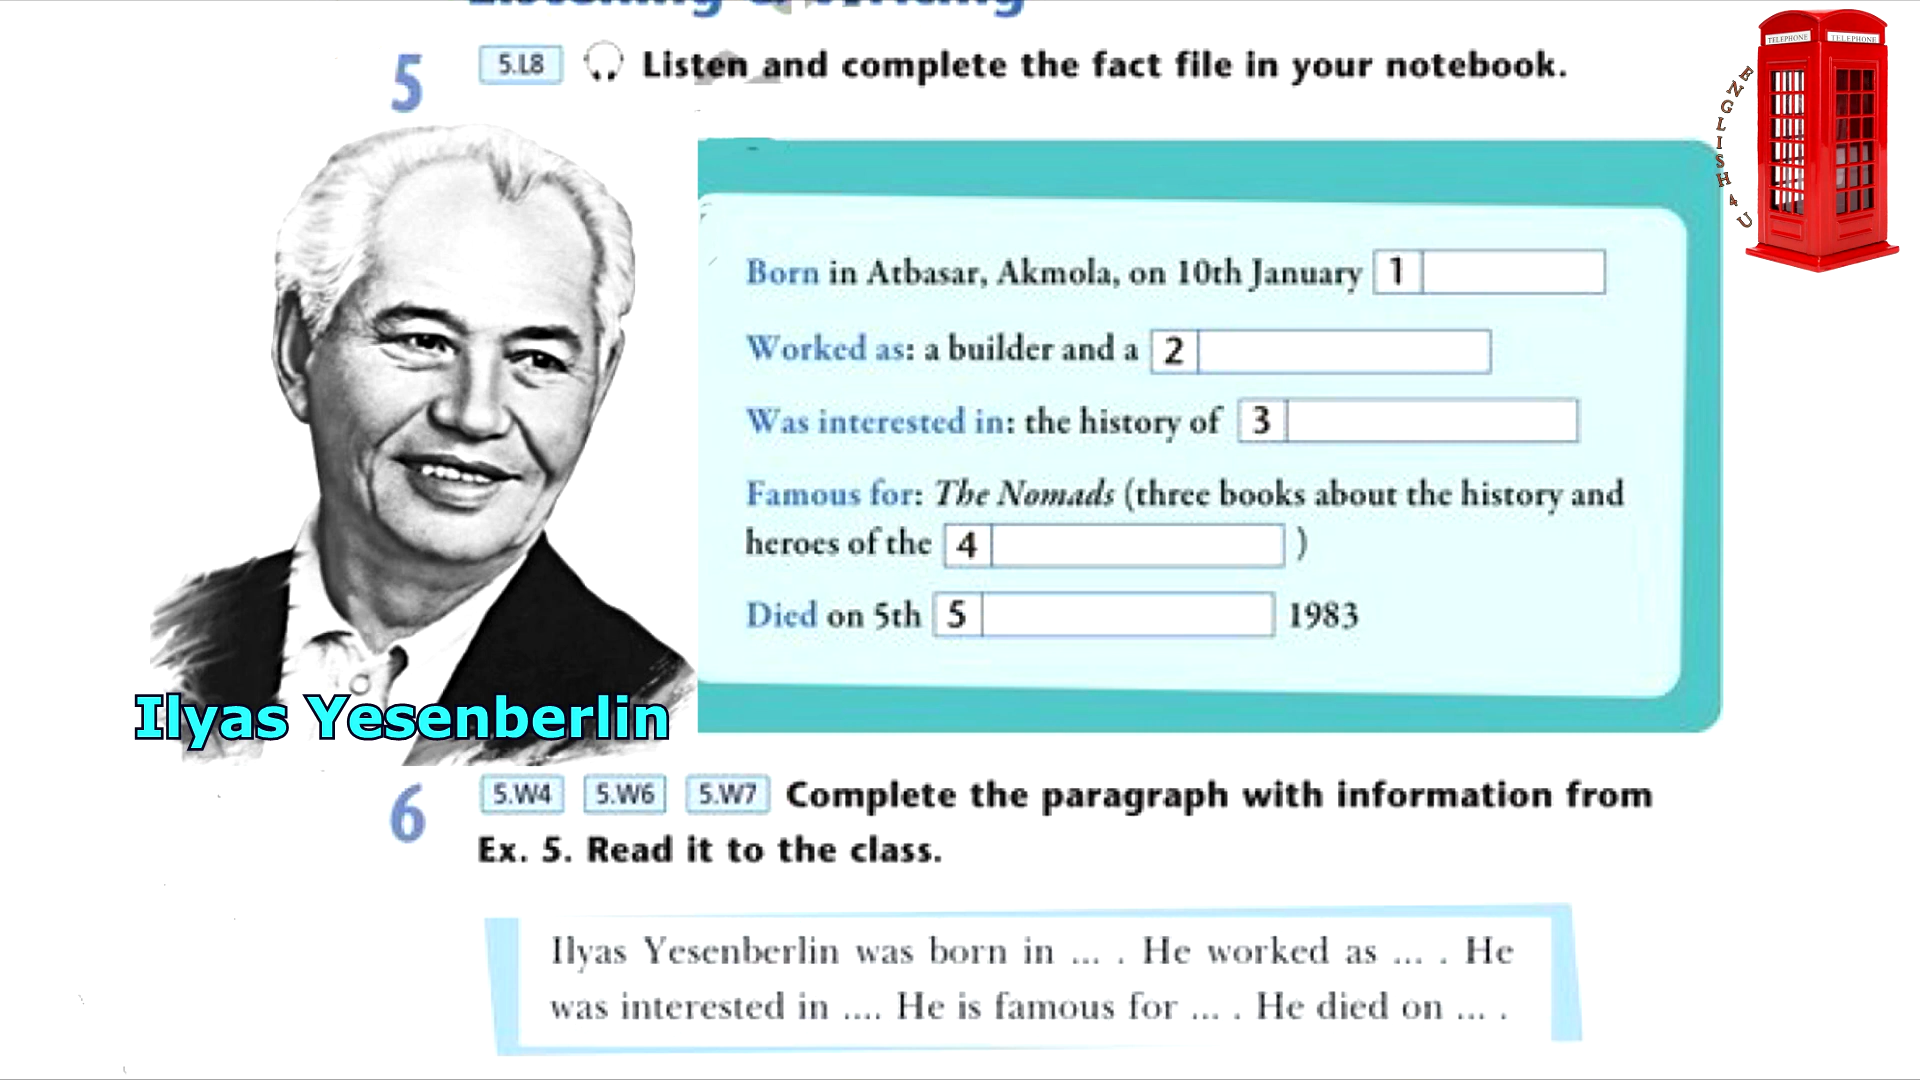 5 5.L8 Listen and complete the fact file in your notebook.
TELEPHONE TELEPHONE
ENGLISH 4 U
Born in Atbasar, Akmola, on 10th January 1
Worked as: a builder and a 2
Was interested in: the history of 3
Famous for: The Nomads (three books about the history and
heroes of the 4 )
Died on 5th 5 1983
Ilyas Yesenberlin
6 5.W4 5.W6 5.W7 Complete the paragraph with information from
Ex. 5. Read it to the class.
Ilyas Yesenberlin was born in ... . He worked as ... . He
was interested in .... He is famous for ... . He died on ... .